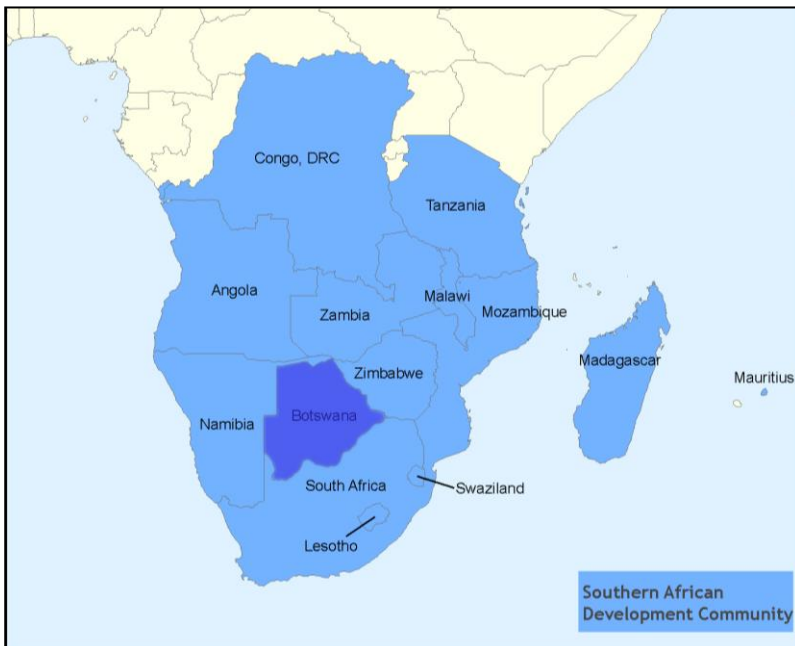 Congo, DRC
Tanzania
Angola
Malawi
Zambia
Mozambique
Madagascar
Zimbabwe
Mauritius
Botswana
Namibia
South Africa
Swaziland
Lesotho
Southern African
Development Community